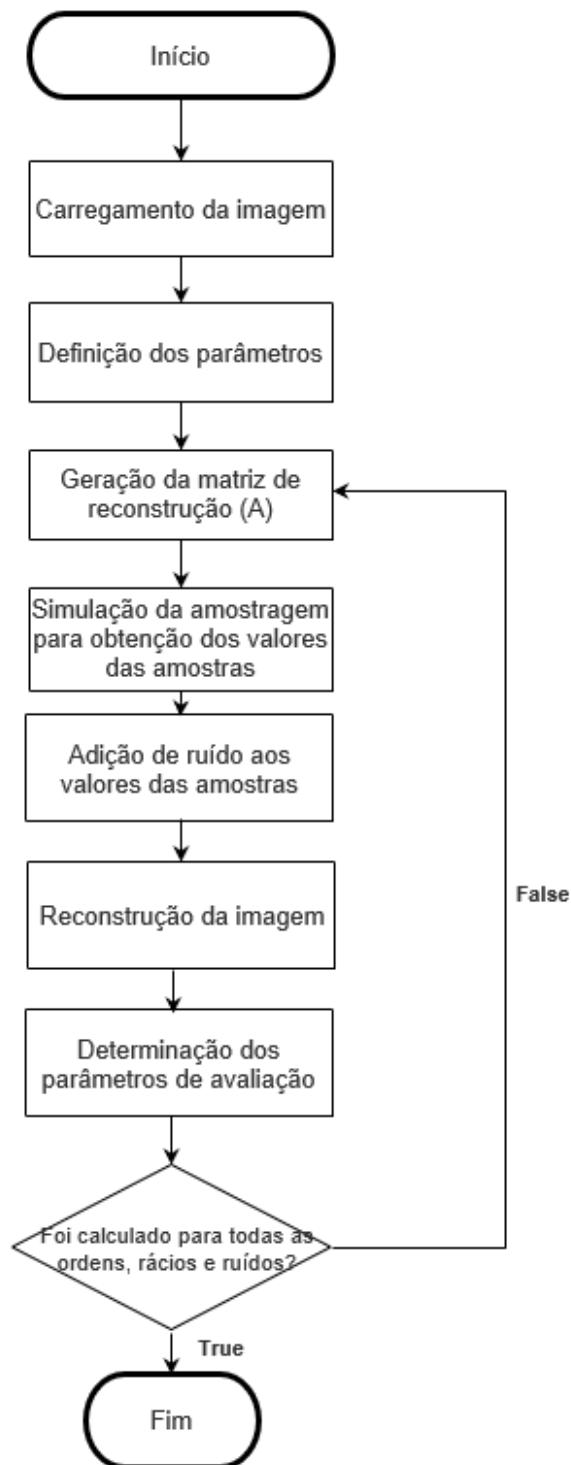 Início
Carregamento da imagem
Definição dos parâmetros
Geração da matriz de
reconstrução (A)
Simulação da amostragem
para obtenção dos valores
das amostras
Adição de ruído aos
valores das amostras
Reconstrução da imagem
False
Determinação dos
parâmetros de avaliação
Foi calculado para todas as
ordens, rácios e ruídos?
True
Fim